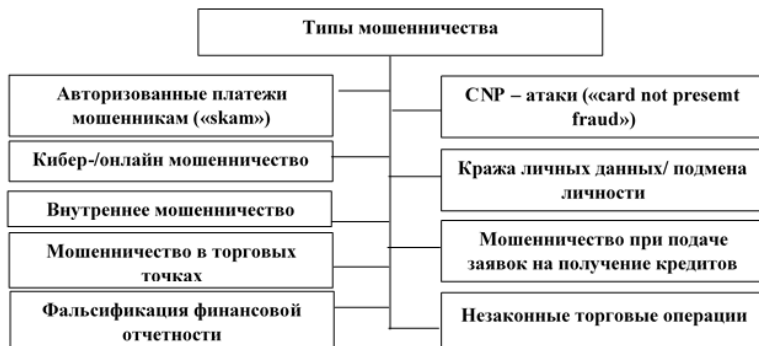 Типы мошенничества
Авторизованные платежи
мошенникам («skam»)
Кибер-/онлайн мошенничество
Внутреннее мошенничество
Мошенничество в торговых
точках
Фальсификация финансовой
отчетности
CNP – атаки («card not presemt
fraud»)
Кража личных данных/ подмена
личности
Мошенничество при подаче
заявок на получение кредитов
Незаконные торговые операции